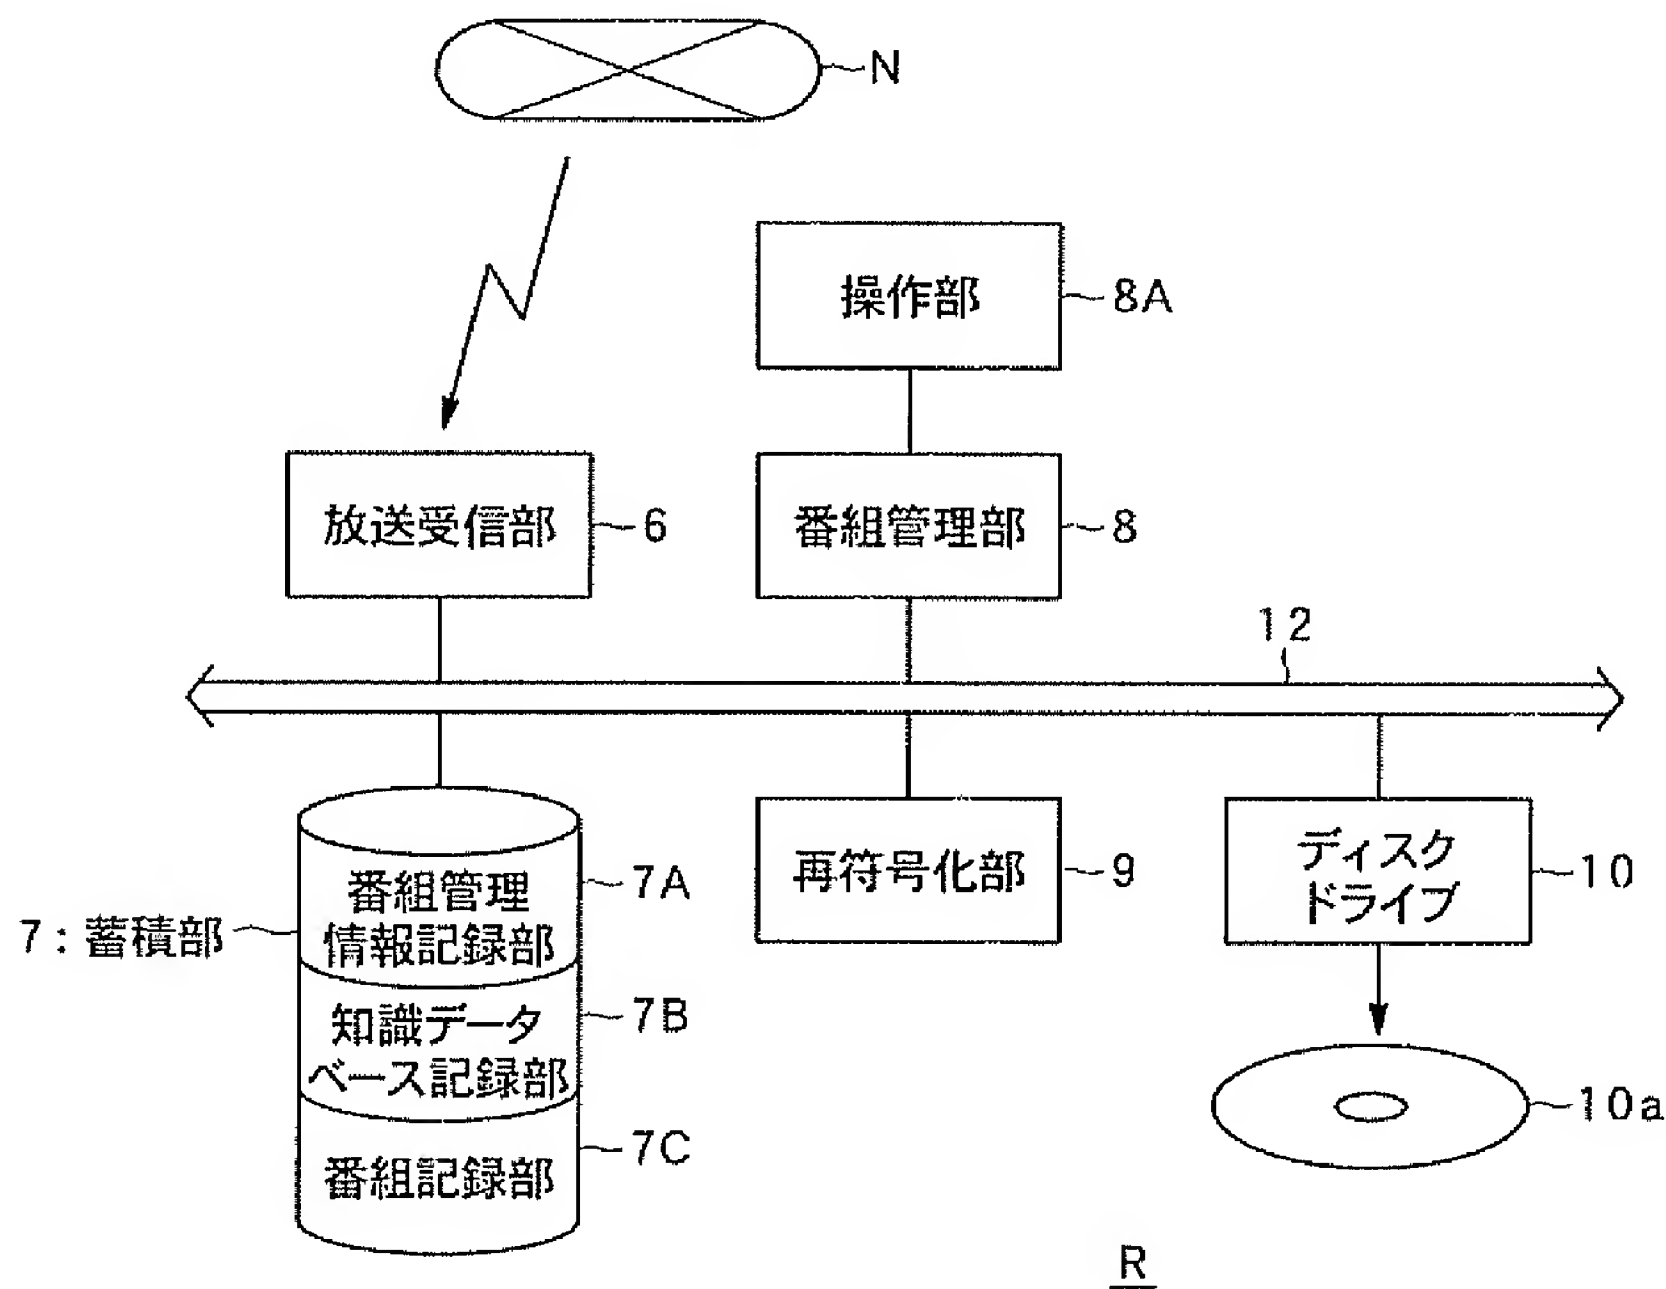 N
操作部
8A
放送受信部
6
番組管理部
8
12
番組管理
情報記録部
7A
7：蓄積部
知識データ
ベース記録部
7B
番組記録部
7C
再符号化部
9
ディスク
ドライブ
10
10a
R